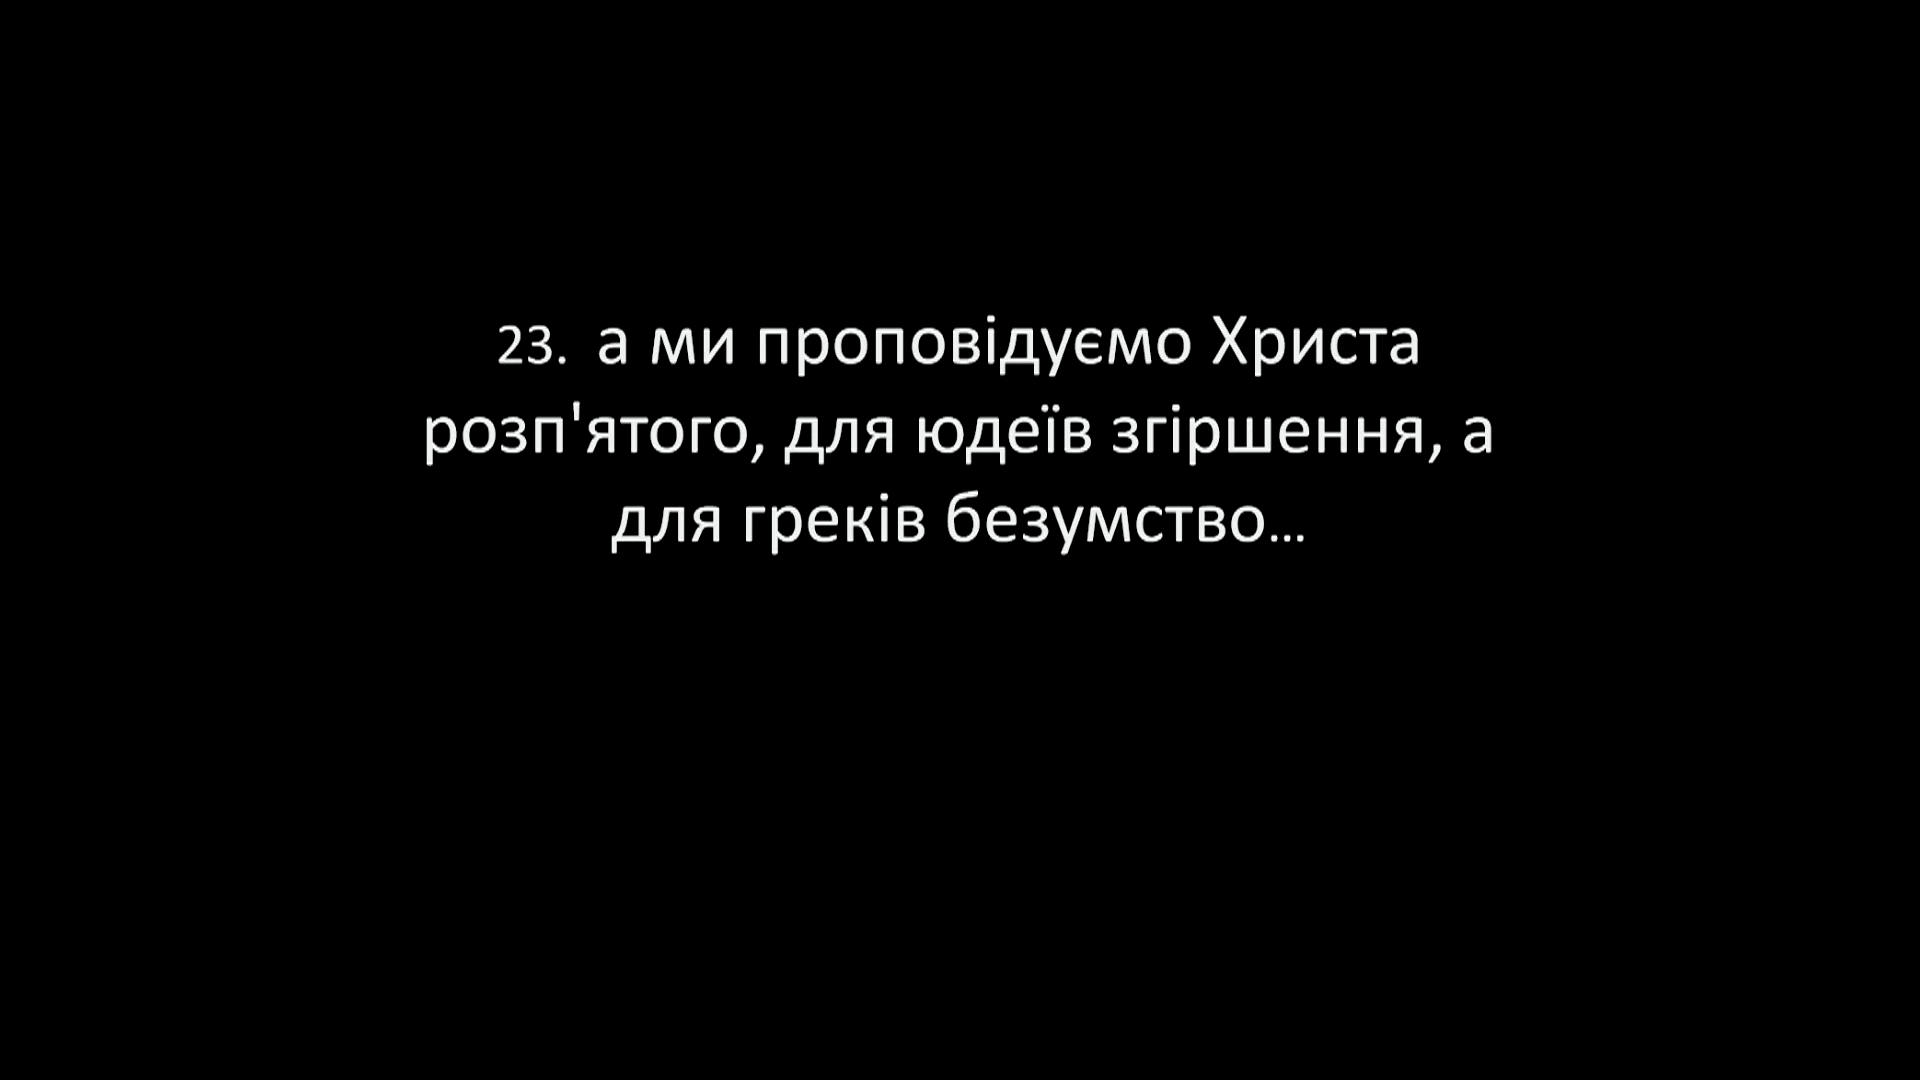 23. а ми проповідуємо Христа
розп'ятого, для юдеїв згіршення, а
для греків безумство...